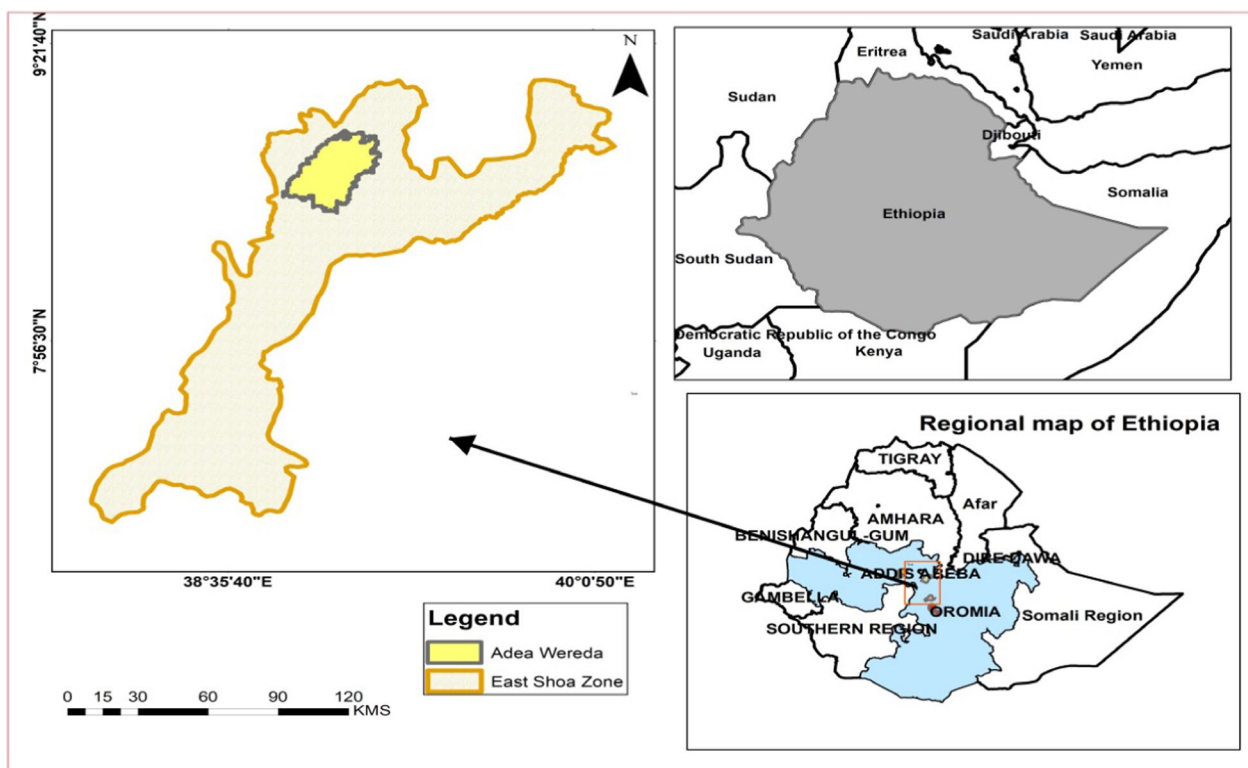 9°21'40"N
7°56'30"N
38°35'40"E
40°0'50"E
N
Legend
Adea Wereda
East Shoa Zone
0 15 30 60 90 120
KMS
Saudi Arabia
Saudi Arabia
Eritrea
Yemen
Sudan
Djibouti
Somalia
Ethiopia
South Sudan
Democratic Republic of the Congo
Uganda
Kenya
Regional map of Ethiopia
TIGRAY
Afar
AMHARA
BENISHANGUL-GUM
DIRE DAWA
ADDIS ABEBA
GAMBELLA
OROMIA
Somali Region
SOUTHERN REGION